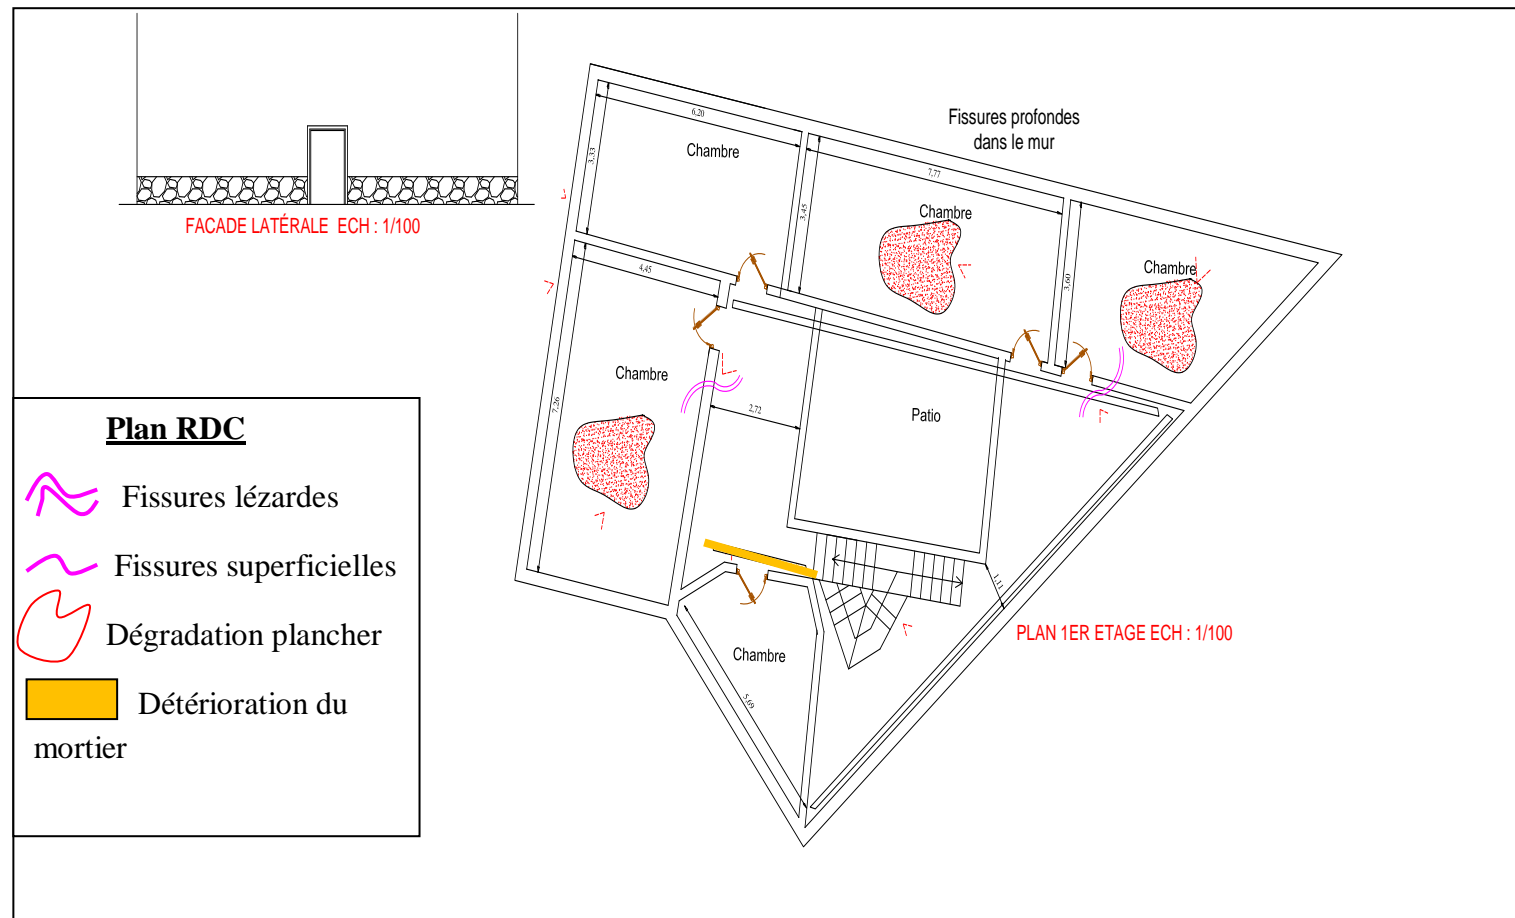 Fissures profondes
dans le mur
6,20
Chambre
3,33
7,77
3,45
Chambre
FACADE LATÉRALE  ECH : 1/100
4,45
3,60
Chambre
Chambre
7,26
2,72
Patio
Plan RDC
Fissures lézardes
Fissures superficielles
Dégradation plancher
Détérioration du
mortier
1,11
PLAN 1ER ETAGE ECH : 1/100
Chambre
5,69